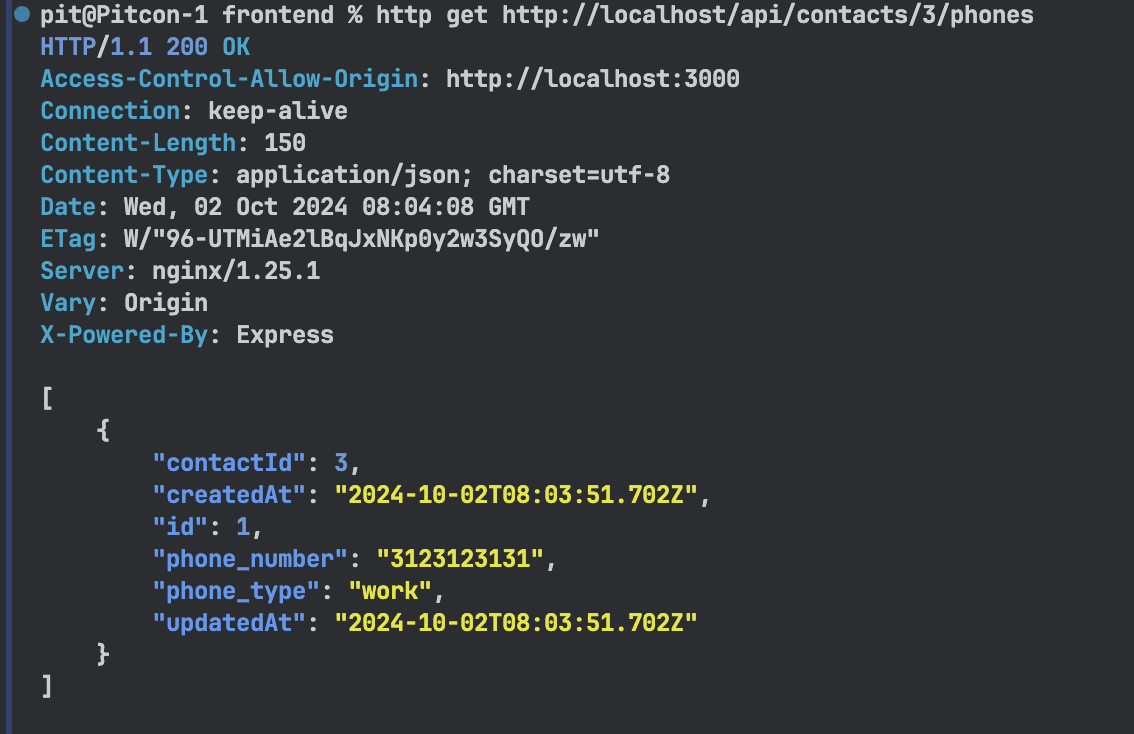 pit@Pitcon-1 frontend % http get http://localhost/api/contacts/3/phones
HTTP/1.1 200 OK
Access-Control-Allow-Origin: http://localhost:3000
Connection: keep-alive
Content-Length: 150
Content-Type: application/json; charset=utf-8
Date: Wed, 02 Oct 2024 08:04:08 GMT
ETag: W/"96-UTMiAe2lBqJxNKp0y2w3SyQO/zw"
Server: nginx/1.25.1
Vary: Origin
X-Powered-By: Express

[
    {
        "contactId": 3,
        "createdAt": "2024-10-02T08:03:51.702Z",
        "id": 1,
        "phone_number": "3123123131",
        "phone_type": "work",
        "updatedAt": "2024-10-02T08:03:51.702Z"
    }
]